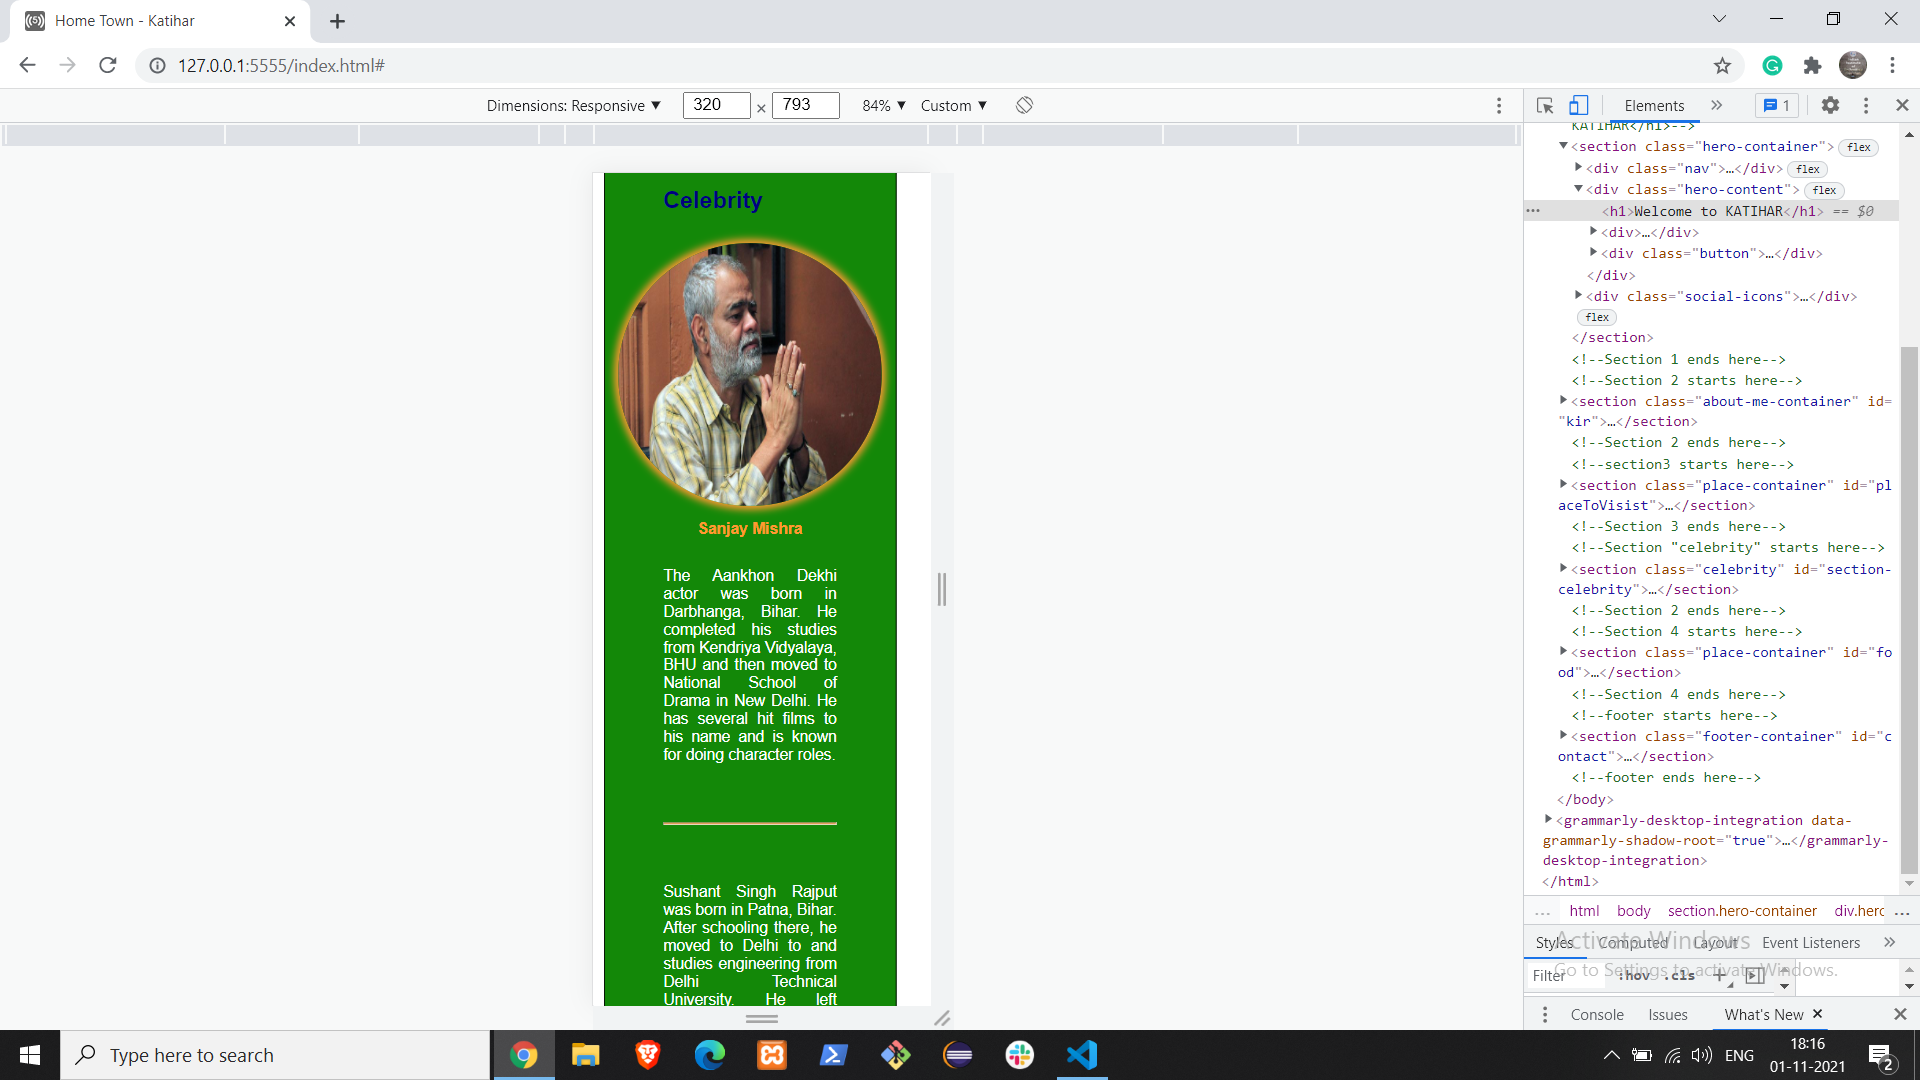 Home Town - Katihar
127.0.0.1:5555/index.html#
Dimensions: Responsive ▼ 320 × 793 84% ▼ Custom ▼
Elements » 1
Celebrity
Sanjay Mishra
The Aankhon Dekhi
actor was born in
Darbhanga, Bihar. He
completed his studies
from Kendriya Vidyalaya,
BHU and then moved to
National School of
Drama in New Delhi. He
has several hit films to
his name and is known
for doing character roles.
Sushant Singh Rajput
was born in Patna, Bihar.
After schooling there, he
moved to Delhi to and
studies engineering from
Delhi Technical
University. He left
KATIHAR</h1>-->
<section class="hero-container"> flex
<div class="nav">…</div> flex
<div class="hero-content"> flex
<h1>Welcome to KATIHAR</h1> == $0
<div>…</div>
<div class="button">…</div>
</div>
<div class="social-icons">…</div>
flex
</section>
<!--Section 1 ends here-->
<!--Section 2 starts here-->
<section class="about-me-container" id=
"kir">…</section>
<!--Section 2 ends here-->
<!--section3 starts here-->
<section class="place-container" id="pl
aceToVisist">…</section>
<!--Section 3 ends here-->
<!--Section "celebrity" starts here-->
<section class="celebrity" id="section-
celebrity">…</section>
<!--Section 2 ends here-->
<!--Section 4 starts here-->
<section class="place-container" id="fo
od">…</section>
<!--Section 4 ends here-->
<!--footer starts here-->
<section class="footer-container" id="c
ontact">…</section>
<!--footer ends here-->
</body>
<grammarly-desktop-integration data-
grammarly-shadow-root="true">…</grammarly-
desktop-integration>
</html>
… html body section.hero-container div.herc …
Styles Computed Layout Event Listeners »
Activate Windows
Go to Settings to activate Windows.
Filter :hov .cls +
Console Issues What's New
Type here to search
ENG
18:16
01-11-2021
2